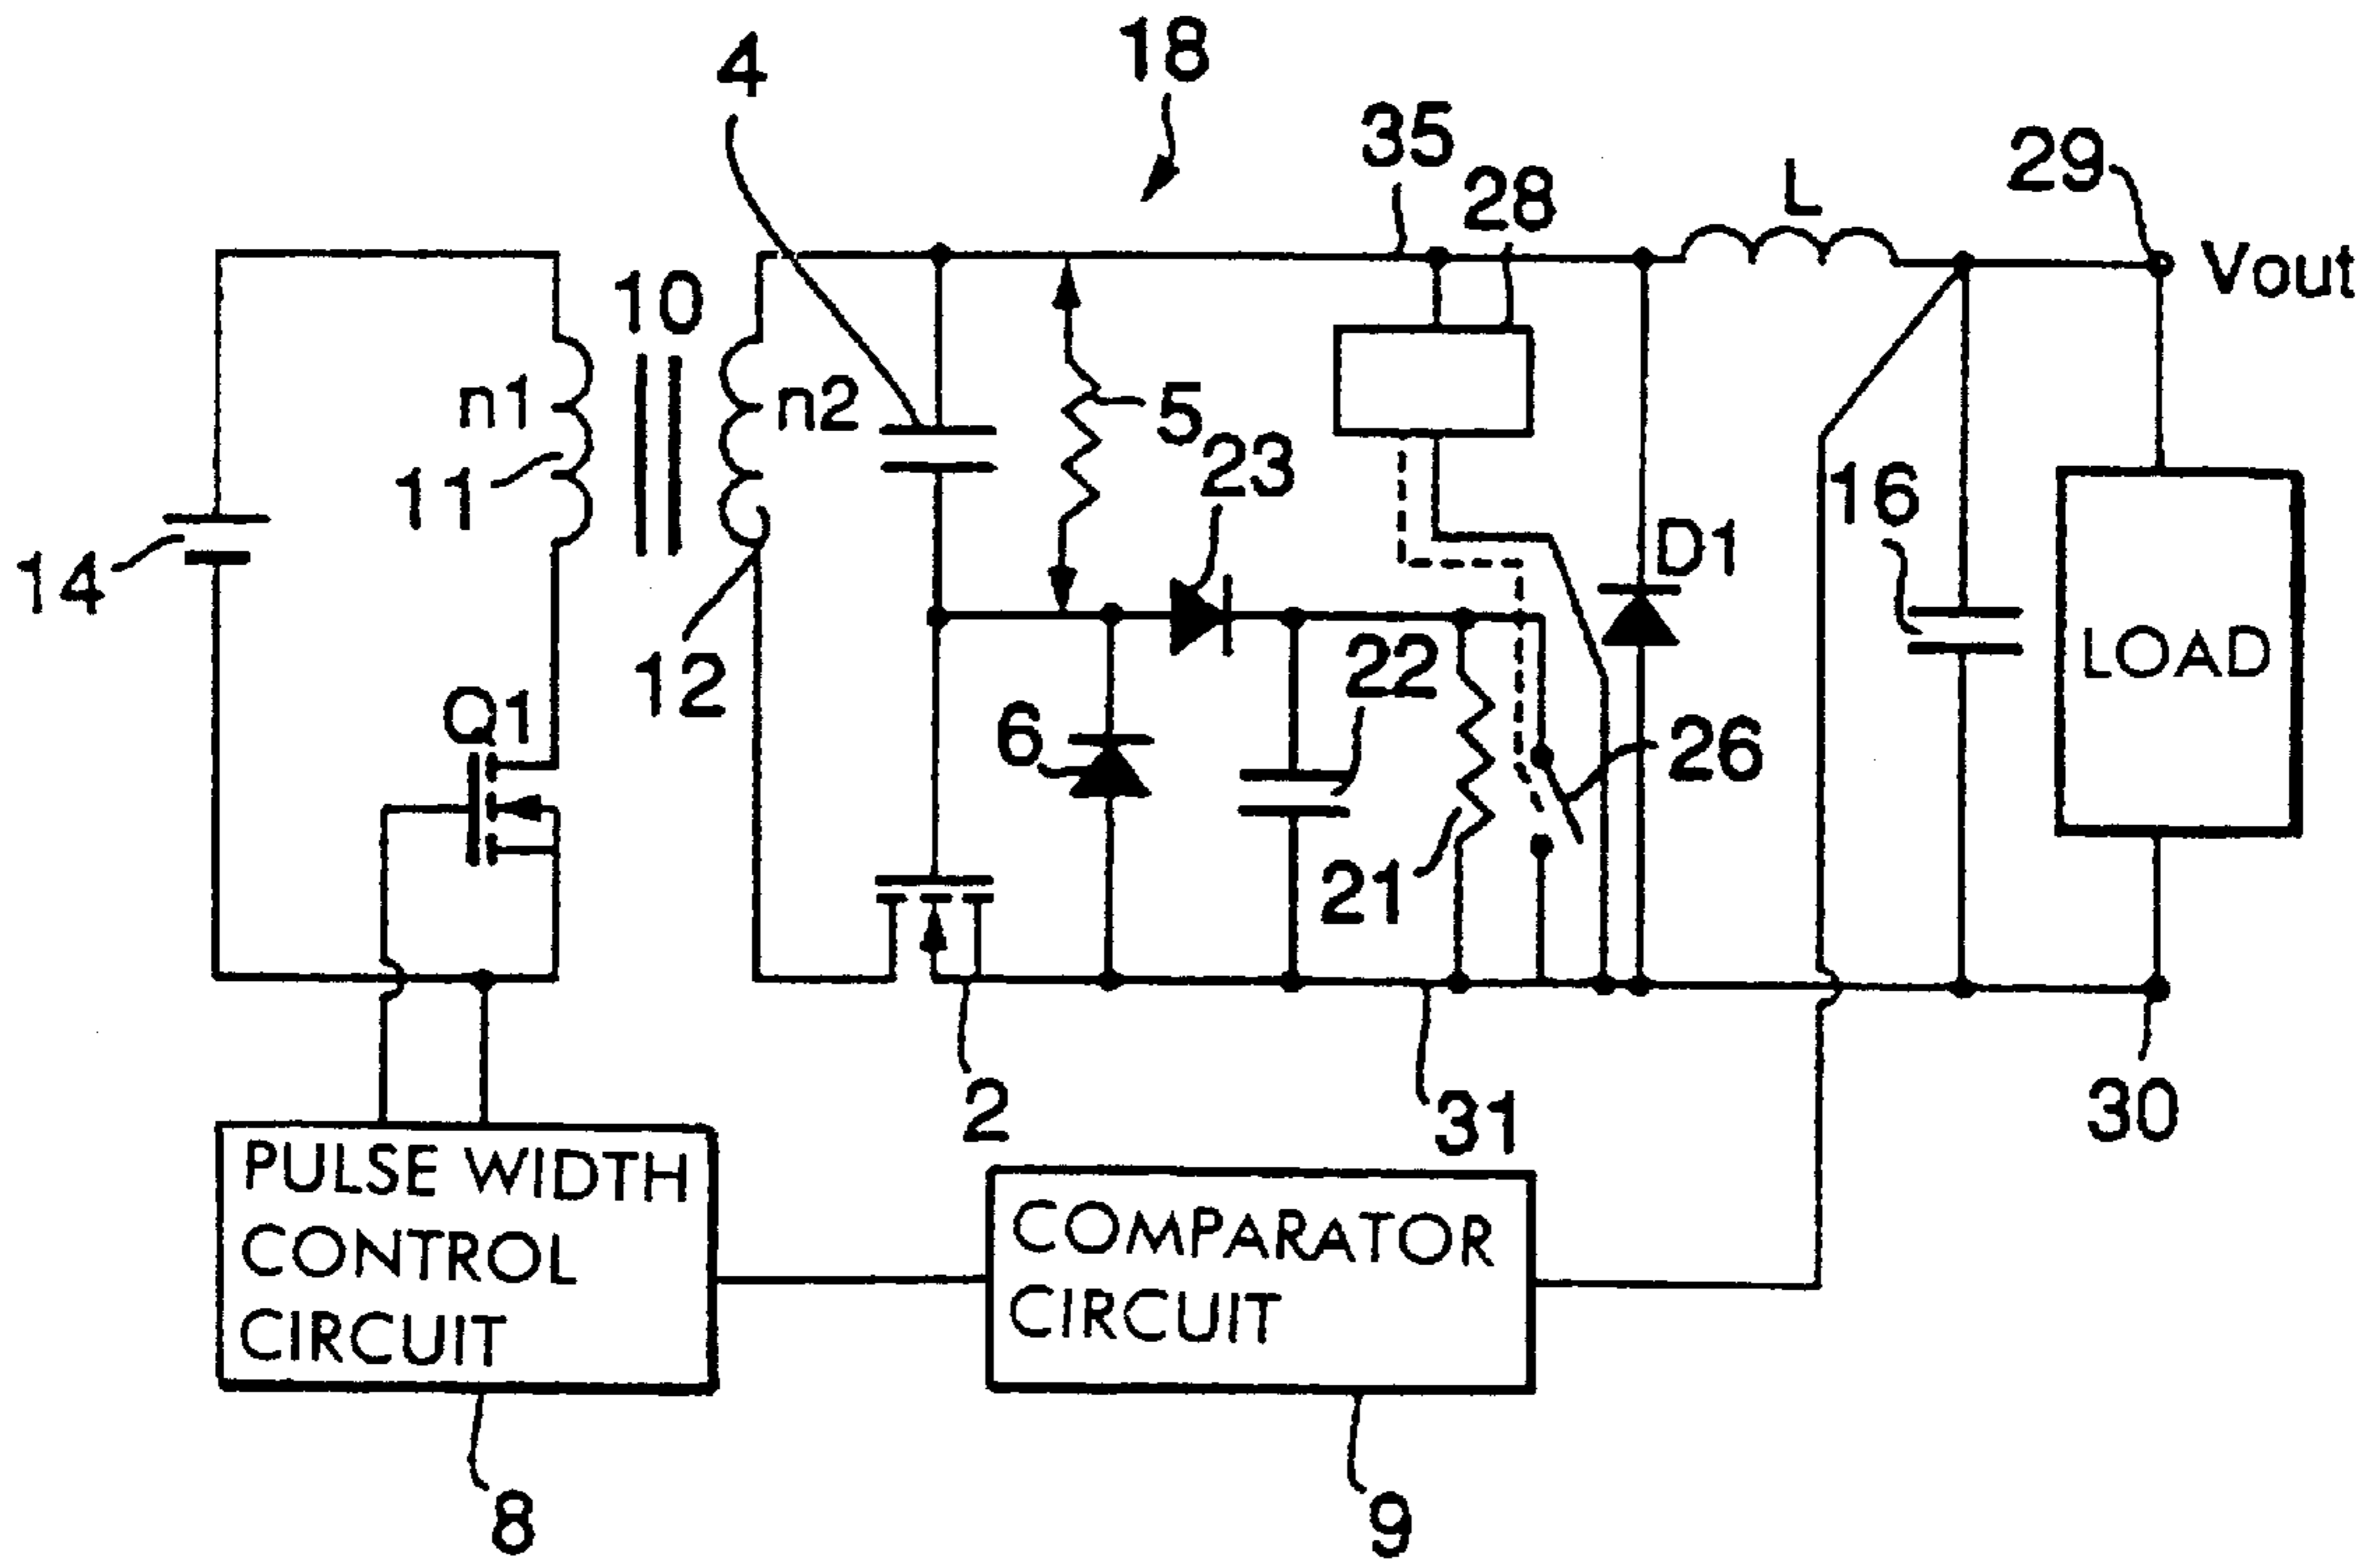 18
4
35
28
29
L
Vout
10
n1
n2
5
23
11
16
14
D1
LOAD
12
22
Q1
6
26
21
2
31
30
PULSE WIDTH
CONTROL
CIRCUIT
COMPARATOR
CIRCUIT
8
9